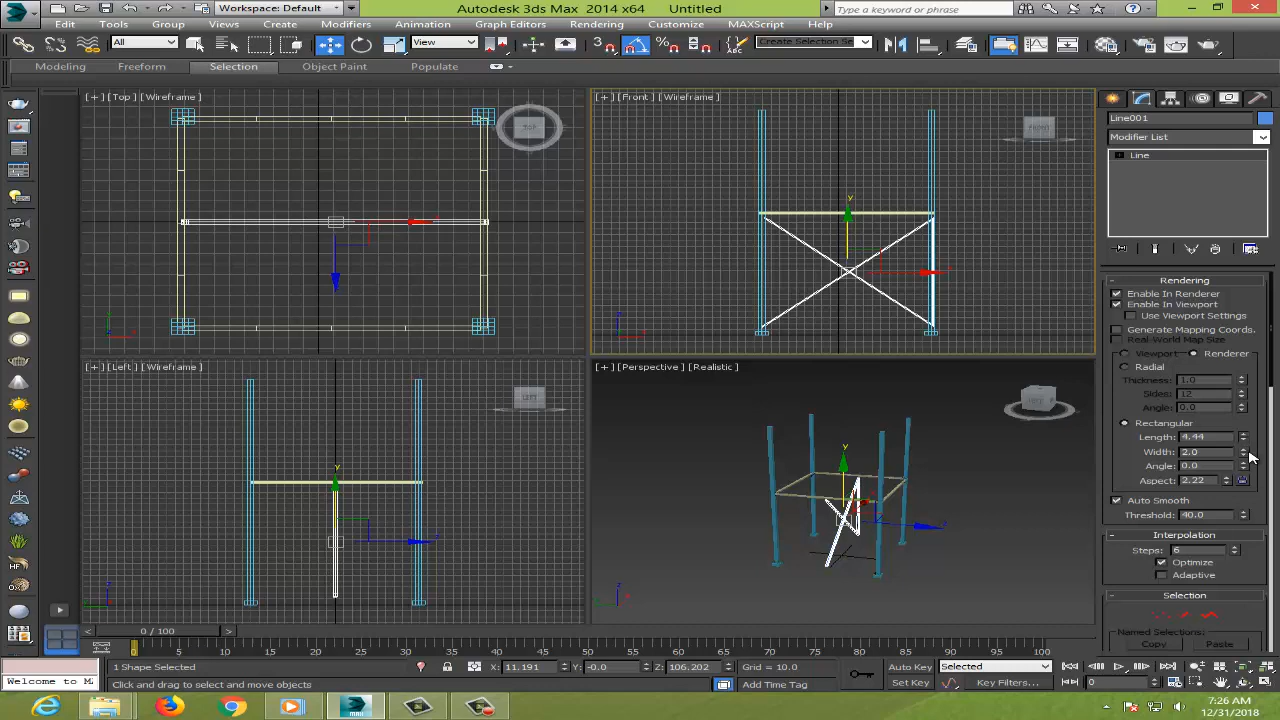 Workspace: Default
Autodesk 3ds Max 2014 x64 Untitled
Type a keyword or phrase
Edit Tools Group Views Create Modifiers Animation Graph Editors Rendering Customize MAXScript Help
All
View
Create Selection Se
Modeling Freeform Selection Object Paint Populate
[+] [Top] [Wireframe]
[+] [Front] [Wireframe]
TOP
FRONT
Line001
Modifier List
Line
Rendering
Enable In Renderer
Enable In Viewport
Use Viewport Settings
Generate Mapping Coords.
Real-World Map Size
Viewport Renderer
Radial
Thickness: 1.0
Sides: 12
Angle: 0.0
Rectangular
Length: 4.44
Width: 2.0
Angle: 0.0
Aspect: 2.22
Auto Smooth
Threshold: 40.0
Interpolation
Steps: 6
Optimize
Adaptive
Selection
Named Selections:
Copy Paste
[+] [Left] [Wireframe]
[+] [Perspective] [Realistic]
LEFT
0 / 100
0 5 10 15 20 25 30 35 40 45 50 55 60 65 70 75 80 85 90 95 100
1 Shape Selected
X: 11.191 Y: -0.0 Z: 106.202 Grid = 10.0
Auto Key Selected
Welcome to M
Click and drag to select and move objects
Add Time Tag
Set Key Key Filters...
0
7:26 AM
12/31/2018